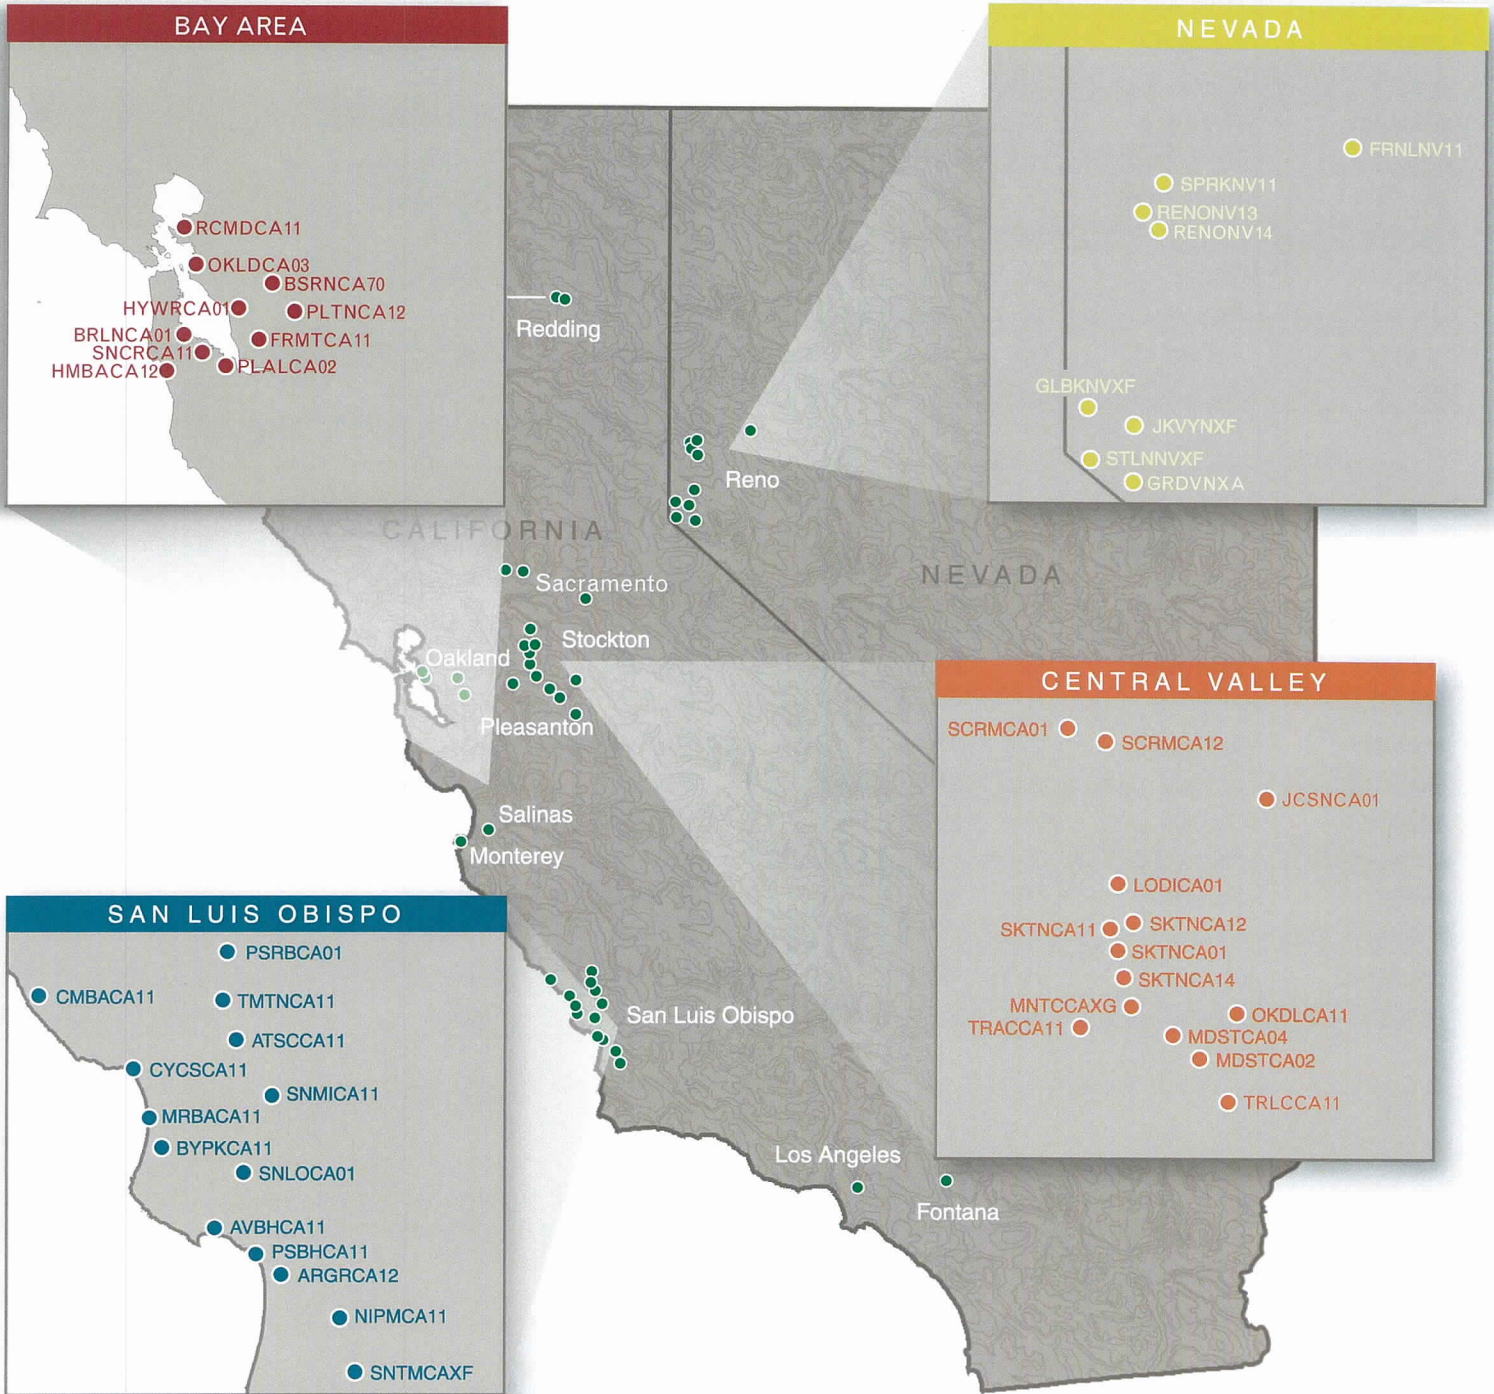 BAY AREA
RCMDCA11
OKLDCA03
BSRNCA70
HYWRCA01
PLTNCA12
BRLNCA01
FRMTCA11
SNCRCA11
HMBACA12
PLALCA02
NEVADA
FRNLNV11
SPRKNV11
RENONV13
RENONV14
GLBKNVXF
JKVYNXF
STLNNVXF
GRDVNXA
Redding
Reno
CALIFORNIA
NEVADA
Sacramento
Stockton
Oakland
Pleasanton
Salinas
Monterey
San Luis Obispo
Los Angeles
Fontana
CENTRAL VALLEY
SCRMCA01
SCRMCA12
JCSNCA01
LODICA01
SKTNCA11
SKTNCA12
SKTNCA01
SKTNCA14
MNTCCAXG
OKDLCA11
TRACCA11
MDSTCA04
MDSTCA02
TRLCCA11
SAN LUIS OBISPO
PSRBCA01
CMBACA11
TMTNCA11
ATSCCA11
CYCSCA11
SNMICA11
MRBACA11
BYPKCA11
SNLOCA01
AVBHCA11
PSBHCA11
ARGRCA12
NIPMCA11
SNTMCAXF